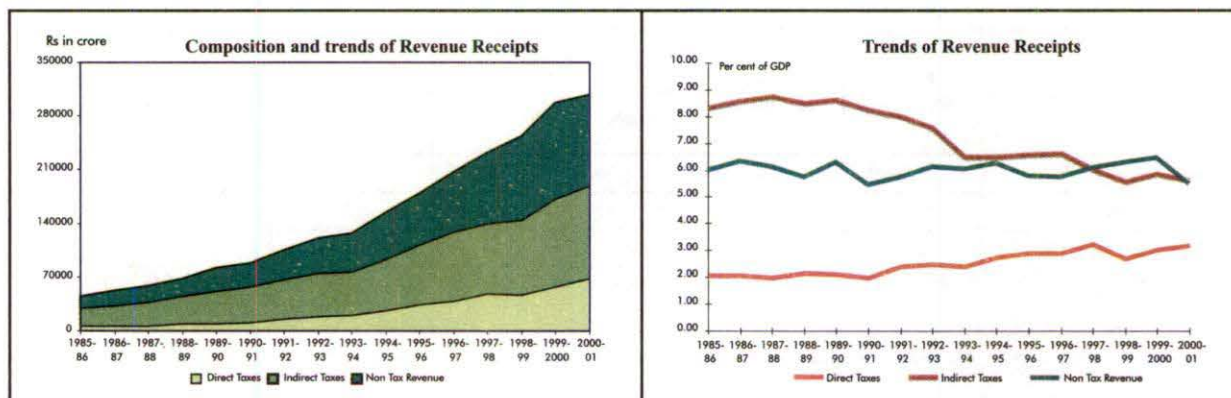 Rs in crore
Composition and trends of Revenue Receipts
350000
280000
210000
140000
70000
0
1985- 1986- 1987- 1988- 1989- 1990- 1991- 1992- 1993- 1994- 1995- 1996- 1997- 1998- 1999- 2000-
86 87 88 89 90 91 92 93 94 95 96 97 98 99 2000 01
Direct Taxes Indirect Taxes Non Tax Revenue
Trends of Revenue Receipts
Per cent of GDP
10.00
9.00
8.00
7.00
6.00
5.00
4.00
3.00
2.00
1.00
0.00
1985- 1986- 1987- 1988- 1989- 1990- 1991- 1992- 1993- 1994- 1995- 1996- 1997- 1998- 1999- 2000-
86 87 88 89 90 91 92 93 94 95 96 97 98 99 2000 01
Direct Taxes Indirect Taxes Non Tax Revenue